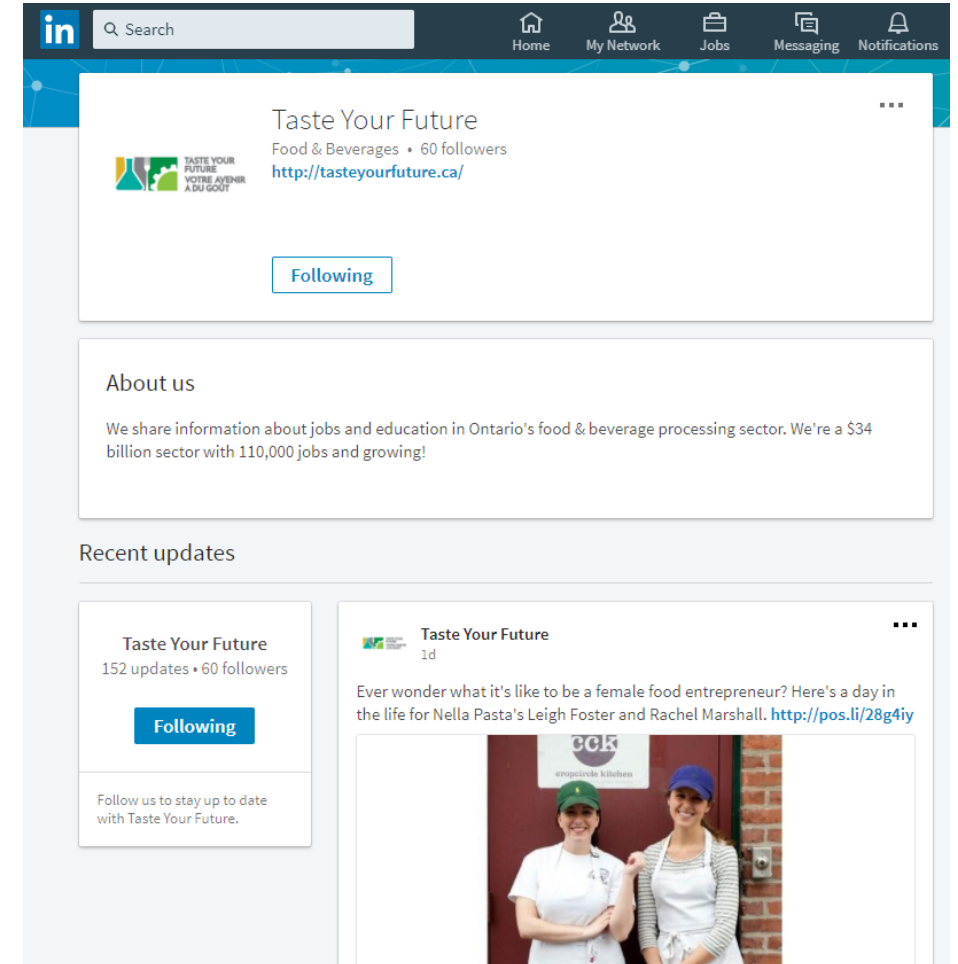 in
Search
Home
My Network
Jobs
Messaging
Notifications
Taste Your Future
Food & Beverages • 60 followers
http://tasteyourfuture.ca/
TASTE YOUR
FUTURE
VOTRE AVENIR
A DU GOÛT
Following
About us
We share information about jobs and education in Ontario's food & beverage processing sector. We're a $34
billion sector with 110,000 jobs and growing!
Recent updates
Taste Your Future
152 updates • 60 followers
Following
Follow us to stay up to date
with Taste Your Future.
Taste Your Future
1d
Ever wonder what it's like to be a female food entrepreneur? Here's a day in
the life for Nella Pasta's Leigh Foster and Rachel Marshall. http://pos.li/28g4iy
cck
cropcircle kitchen